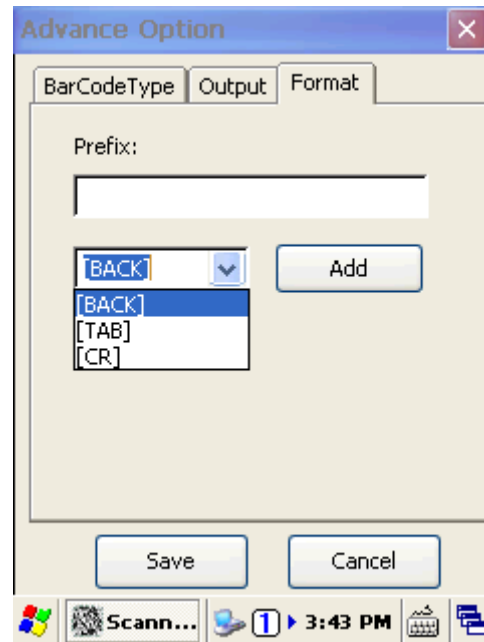 Advance Option
BarCodeType Output Format
Prefix:
[BACK] Add
[BACK]
[TAB]
[CR]
Save Cancel
Scann... 1 3:43 PM